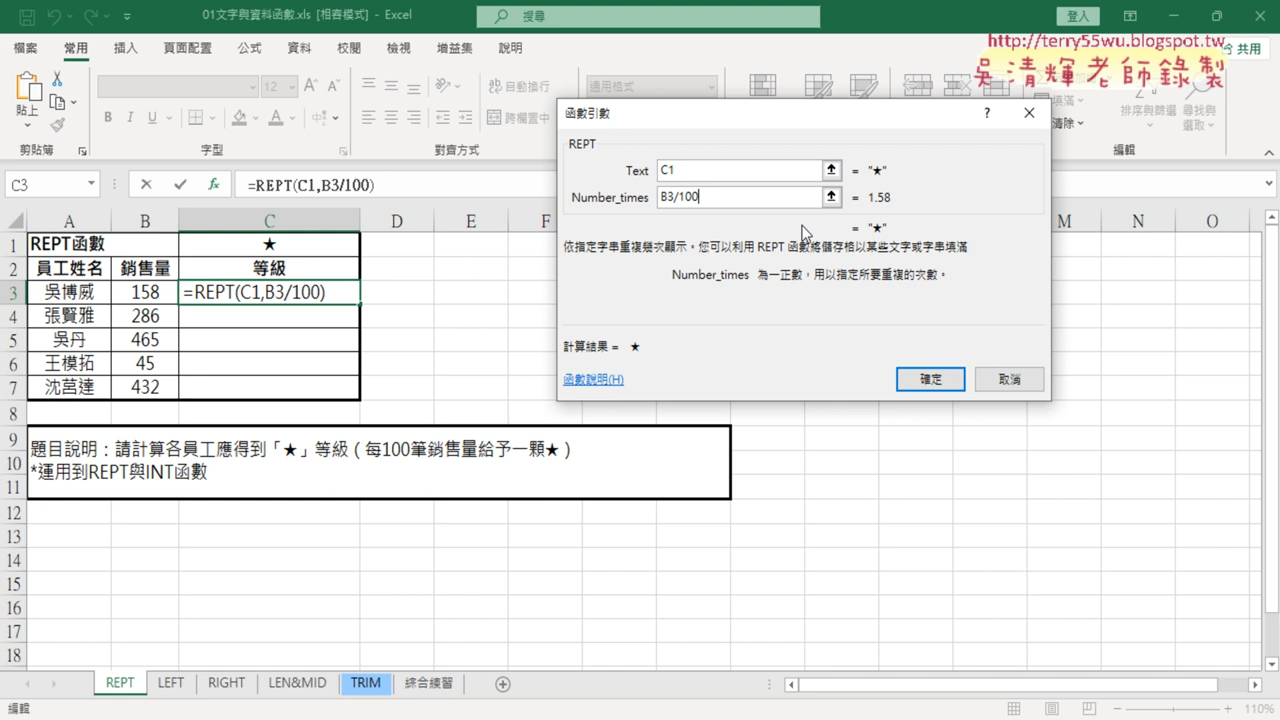 01文字與資料函數.xls [相容模式] - Excel
搜尋
登入
檔案 常用 插入 頁面配置 公式 資料 校閱 檢視 增益集 說明
http://terry55wu.blogspot.tw
共用
吳清輝老師錄製
貼上
12
B I U
自動換行
跨欄置中
通用格式
填滿
清除
排序與篩選
尋找與選取
剪貼簿 字型 對齊方式 編輯
C3
=REPT(C1,B3/100)
A B C D E F M N O
1 REPT函數 ★
2 員工姓名 銷售量 等級
3 吳博威 158 =REPT(C1,B3/100)
4 張賢雅 286
5 吳丹 465
6 王模拓 45
7 沈莒達 432
8
9
10
11
題目說明：請計算各員工應得到「★」等級（每100筆銷售量給予一顆★）
*運用到REPT與INT函數
12
13
14
15
16
17
18
函數引數
? ×
REPT
Text C1 = "★"
Number_times B3/100 = 1.58
= "★"
依指定字串重複幾次顯示。您可以利用 REPT 函數將儲存格以某些文字或字串填滿
Number_times 為一正數，用以指定所要重複的次數。
計算結果 = ★
函數說明(H)
確定 取消
REPT LEFT RIGHT LEN&MID TRIM 綜合練習
編輯
110%